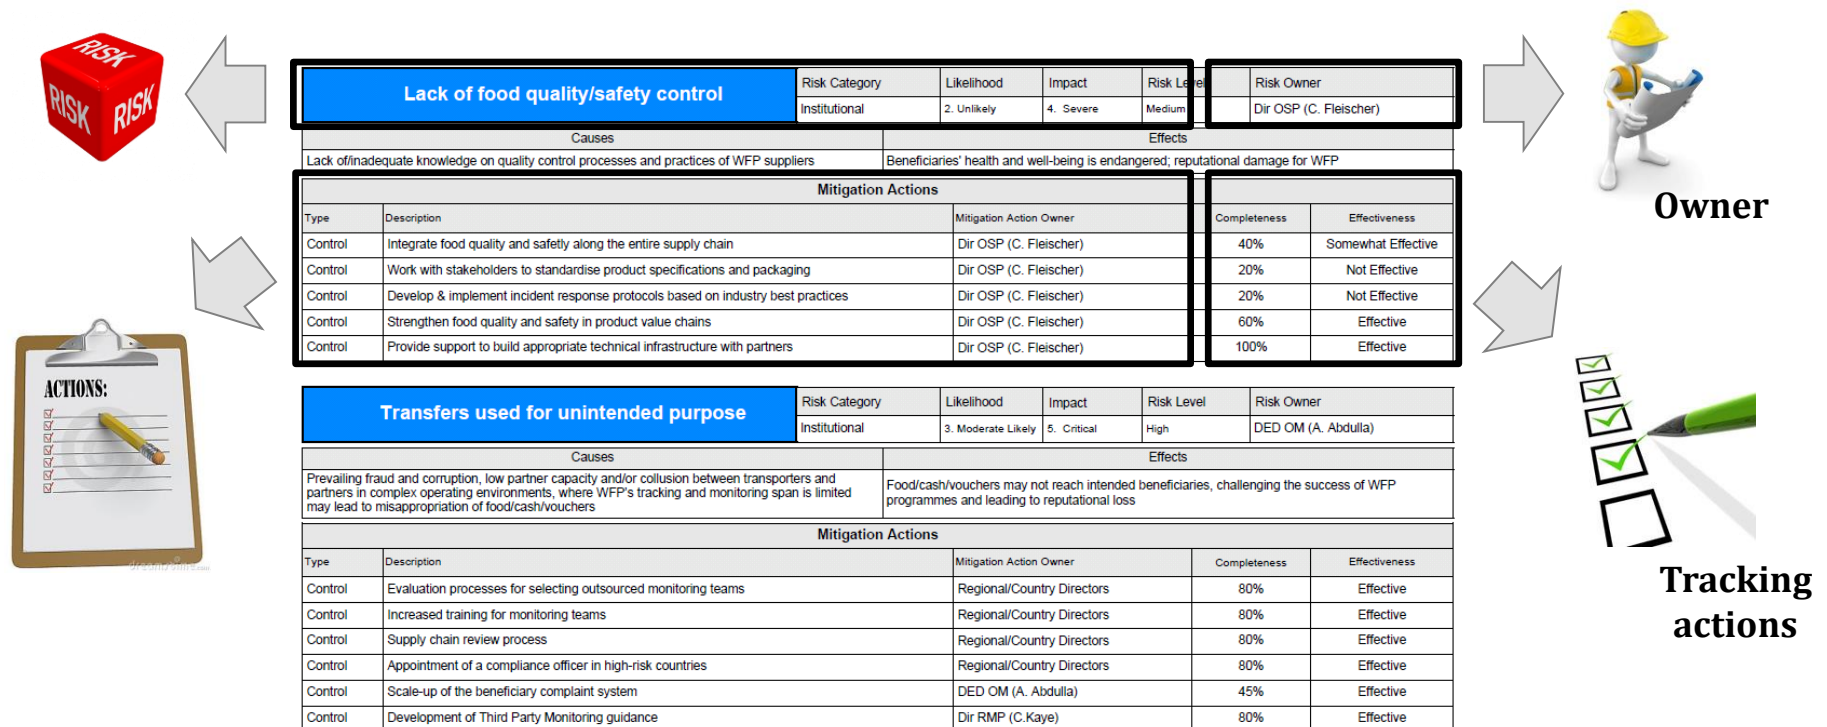 RISK
RISK
RISK
Lack of food quality/safety control
Risk Category
Likelihood
Impact
Risk Level
Risk Owner
Institutional
2. Unlikely
4. Severe
Medium
Dir OSP (C. Fleischer)
Causes
Effects
Lack of/inadequate knowledge on quality control processes and practices of WFP suppliers
Beneficiaries' health and well-being is endangered; reputational damage for WFP
Mitigation Actions
Type
Description
Mitigation Action Owner
Completeness
Effectiveness
Control
Integrate food quality and safetly along the entire supply chain
Dir OSP (C. Fleischer)
40%
Somewhat Effective
Control
Work with stakeholders to standardise product specifications and packaging
Dir OSP (C. Fleischer)
20%
Not Effective
Control
Develop & implement incident response protocols based on industry best practices
Dir OSP (C. Fleischer)
20%
Not Effective
Control
Strengthen food quality and safety in product value chains
Dir OSP (C. Fleischer)
60%
Effective
Control
Provide support to build appropriate technical infrastructure with partners
Dir OSP (C. Fleischer)
100%
Effective
Owner
ACTIONS:
Transfers used for unintended purpose
Risk Category
Likelihood
Impact
Risk Level
Risk Owner
Institutional
3. Moderate Likely
5. Critical
High
DED OM (A. Abdulla)
Causes
Effects
Prevailing fraud and corruption, low partner capacity and/or collusion between transporters and
partners in complex operating environments, where WFP's tracking and monitoring span is limited
may lead to misappropriation of food/cash/vouchers
Food/cash/vouchers may not reach intended beneficiaries, challenging the success of WFP
programmes and leading to reputational loss
Mitigation Actions
Type
Description
Mitigation Action Owner
Completeness
Effectiveness
Control
Evaluation processes for selecting outsourced monitoring teams
Regional/Country Directors
80%
Effective
Control
Increased training for monitoring teams
Regional/Country Directors
80%
Effective
Control
Supply chain review process
Regional/Country Directors
80%
Effective
Control
Appointment of a compliance officer in high-risk countries
Regional/Country Directors
80%
Effective
Control
Scale-up of the beneficiary complaint system
DED OM (A. Abdulla)
45%
Effective
Control
Development of Third Party Monitoring guidance
Dir RMP (C.Kaye)
80%
Effective
Tracking
actions